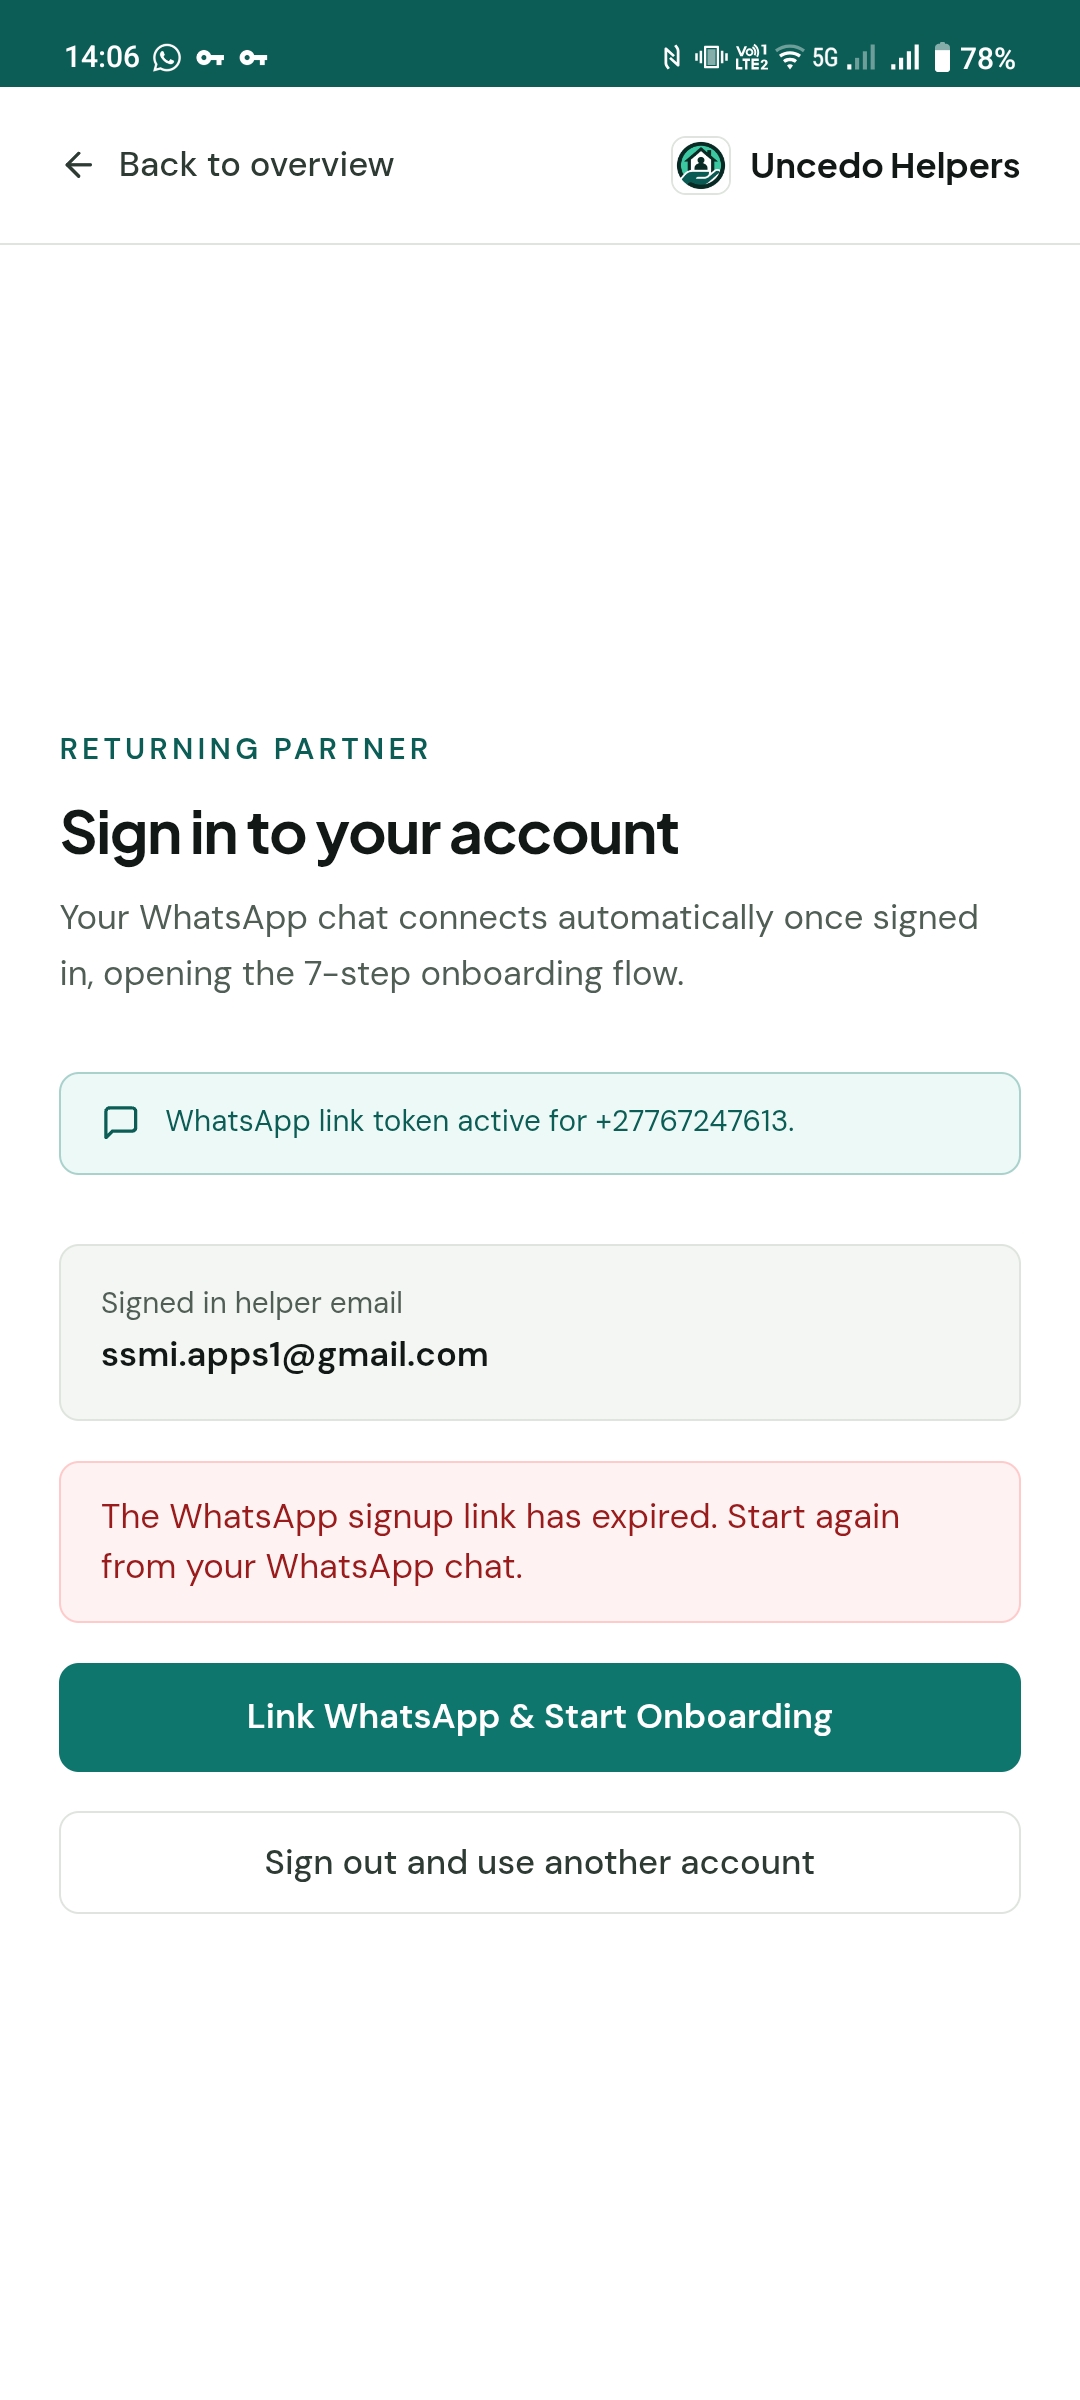 14:06
Vo)) 1
LTE2
5G
78%
Back to overview
Uncedo Helpers
RETURNING PARTNER
Sign in to your account
Your WhatsApp chat connects automatically once signed
in, opening the 7-step onboarding flow.
WhatsApp link token active for +27767247613.
Signed in helper email
ssmi.apps1@gmail.com
The WhatsApp signup link has expired. Start again
from your WhatsApp chat.
Link WhatsApp & Start Onboarding
Sign out and use another account